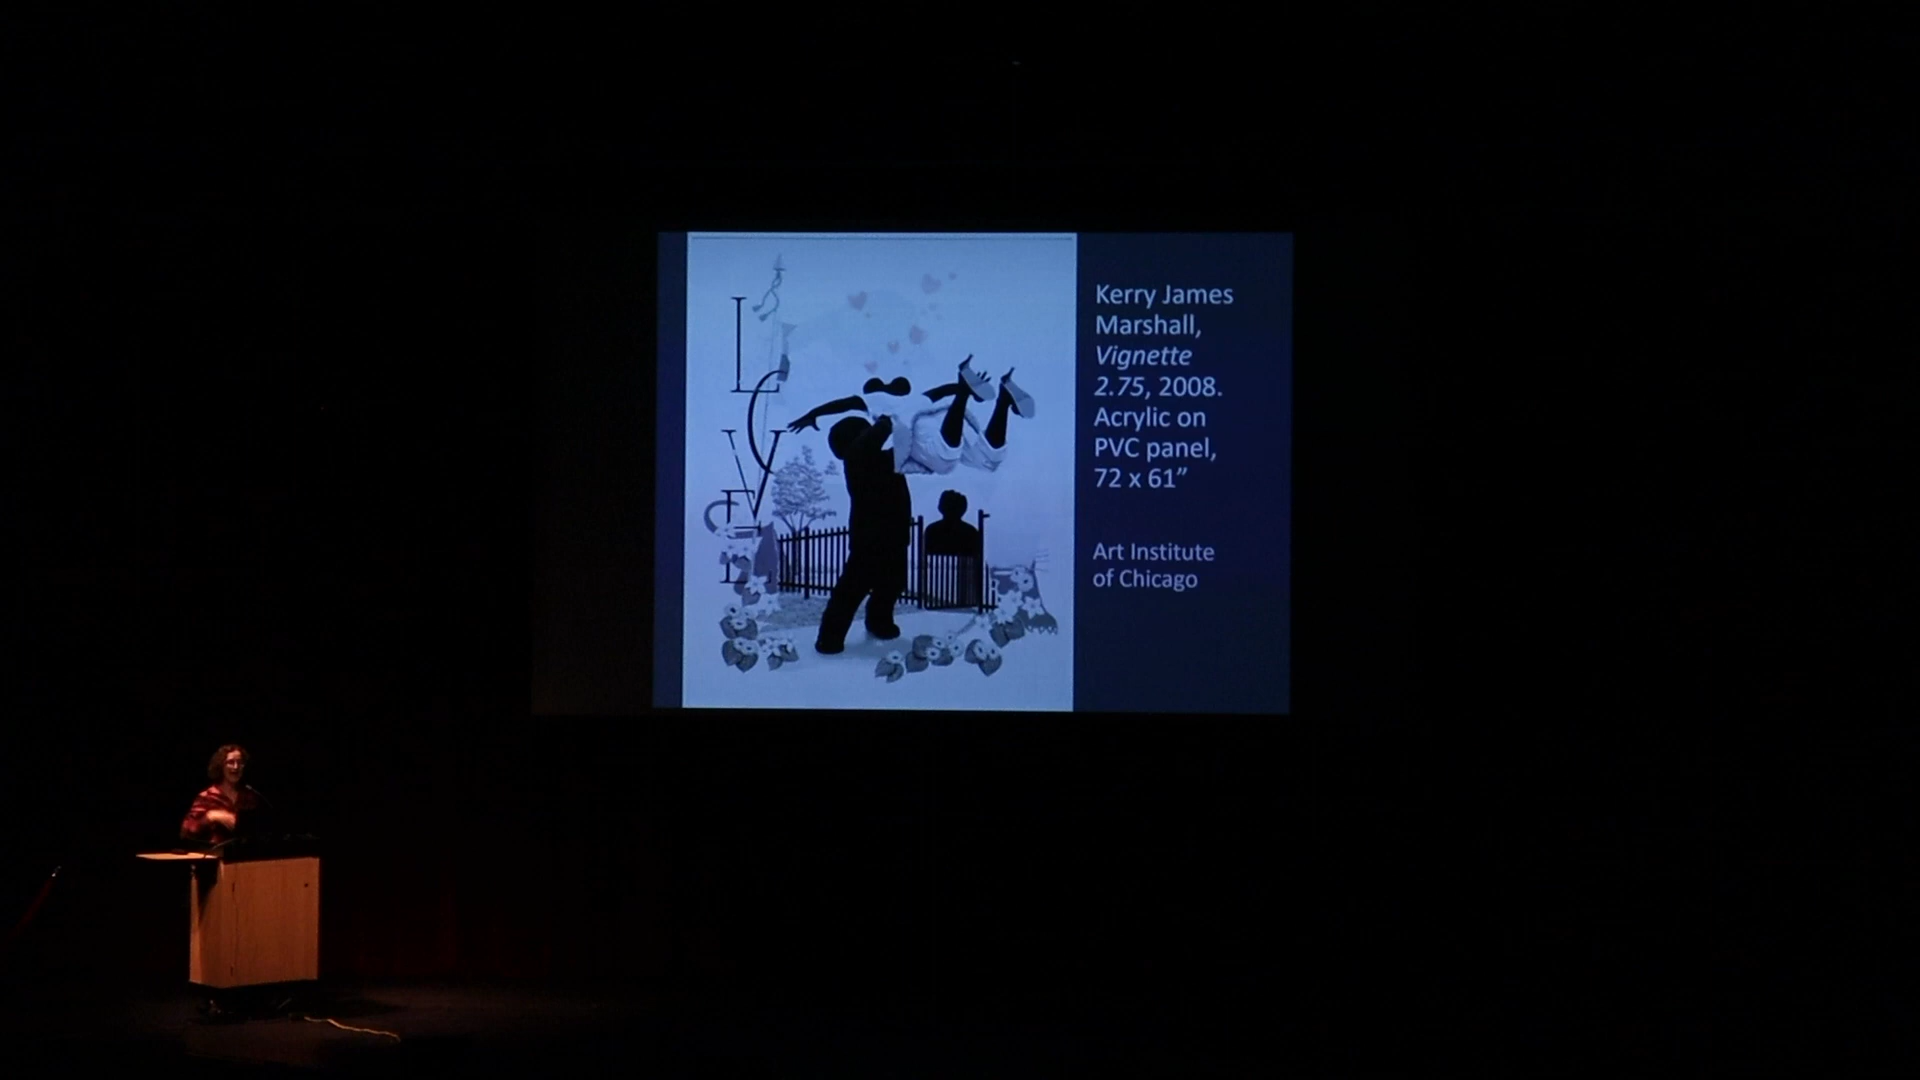 L
O
V
E
Kerry James
Marshall,
Vignette
2.75, 2008.
Acrylic on
PVC panel,
72 x 61”
Art Institute
of Chicago